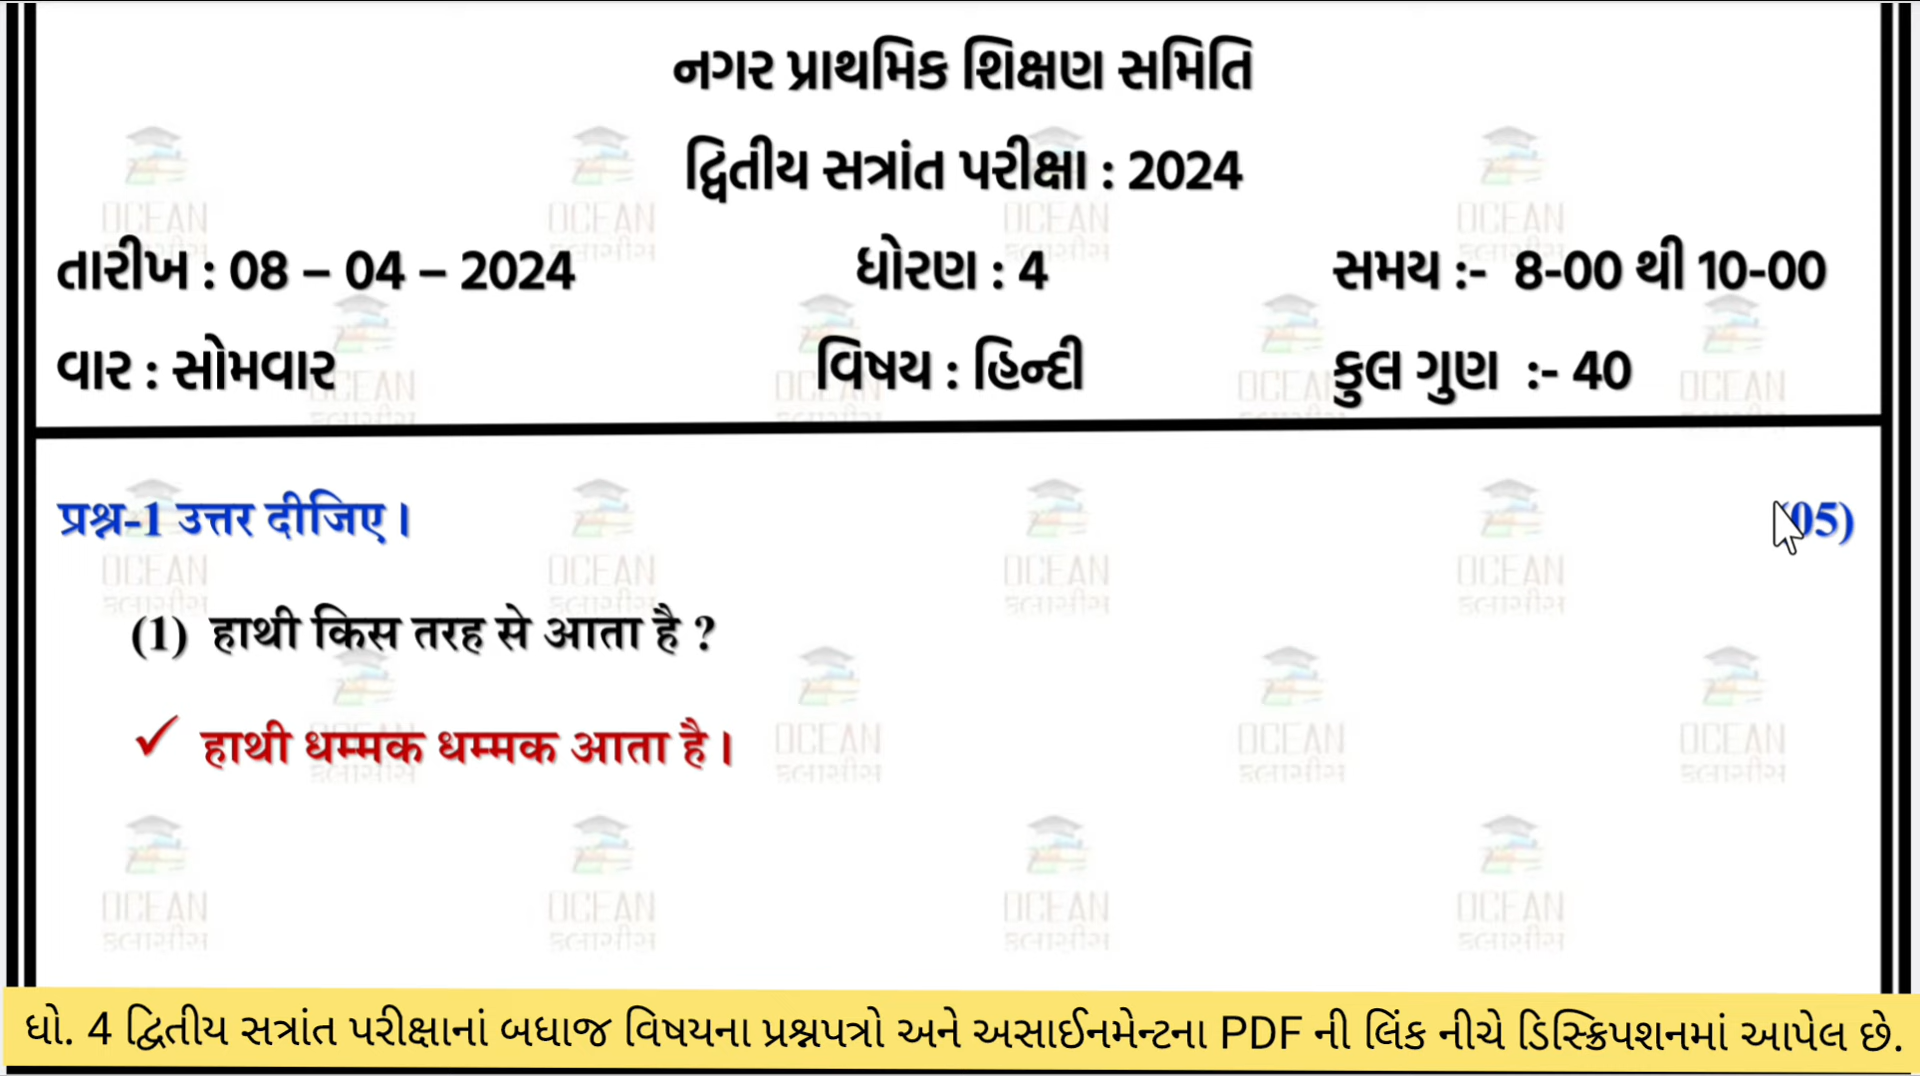 નગર પ્રાથમિક શિક્ષણ સમિતિ
દ્વિતીય સત્રાંત પરીક્ષા : 2024
તારીખ : 08 – 04 – 2024 ધોરણ : 4 સમય :- 8-00 થી 10-00
વાર : સોમવાર વિષય : હિન્દી કુલ ગુણ :- 40
प्रश्न-1 उत्तर दीजिए। (05)
(1) हाथी किस तरह से आता है ?
✓ हाथी धम्मक धम्मक आता है।
ધો. 4 દ્વિતીય સત્રાંત પરીક્ષાનાં બધાજ વિષયના પ્રશ્નપત્રો અને અસાઈનમેન્ટના PDF ની લિંક નીચે ડિસ્ક્રિપશનમાં આપેલ છે.